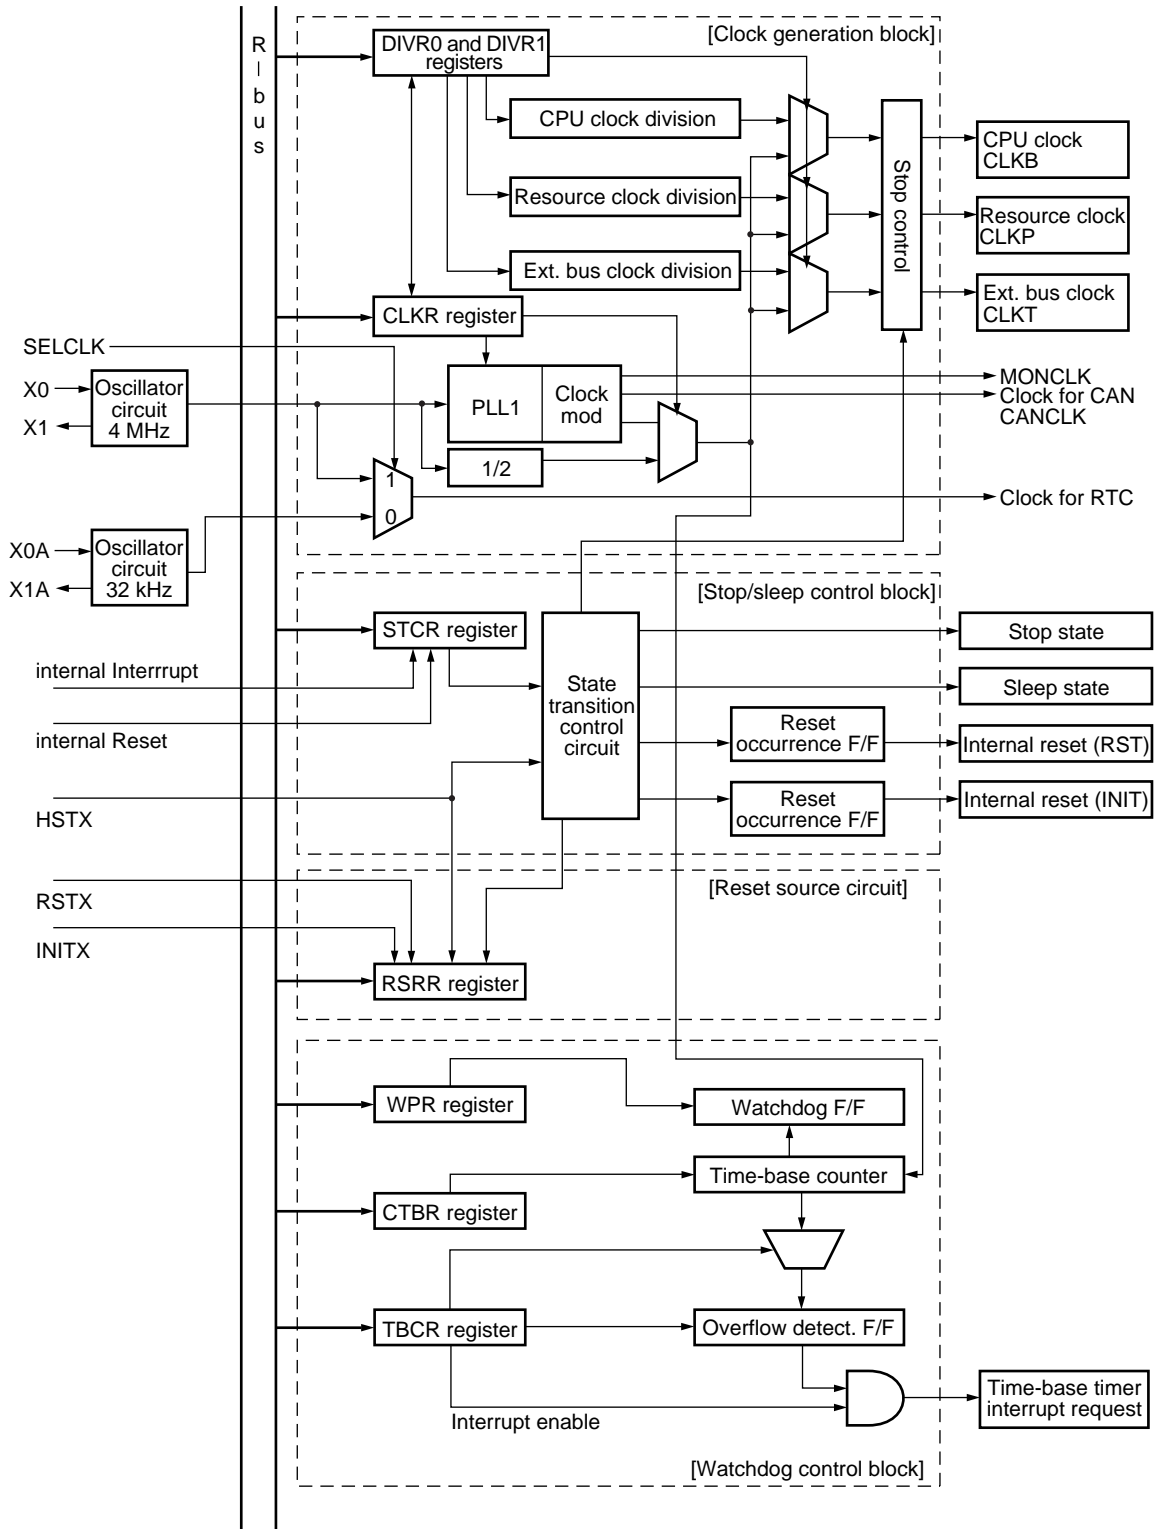 R
–
b
u
s
[Clock generation block]
DIVR0 and DIVR1
registers
CPU clock division
CPU clock
CLKB
Stop control
Resource clock division
Resource clock
CLKP
Ext. bus clock division
Ext. bus clock
CLKT
CLKR register
SELCLK
X0
X1
Oscillator
circuit
4 MHz
PLL1
Clock
mod
MONCLK
Clock for CAN
CANCLK
1/2
1
0
Clock for RTC
X0A
X1A
Oscillator
circuit
32 kHz
[Stop/sleep control block]
STCR register
Stop state
internal Interrrupt
State
transition
control
circuit
Sleep state
internal Reset
Reset
occurrence F/F
Internal reset (RST)
HSTX
Reset
occurrence F/F
Internal reset (INIT)
[Reset source circuit]
RSTX
INITX
RSRR register
WPR register
Watchdog F/F
Time-base counter
CTBR register
TBCR register
Overflow detect. F/F
Interrupt enable
Time-base timer
interrupt request
[Watchdog control block]